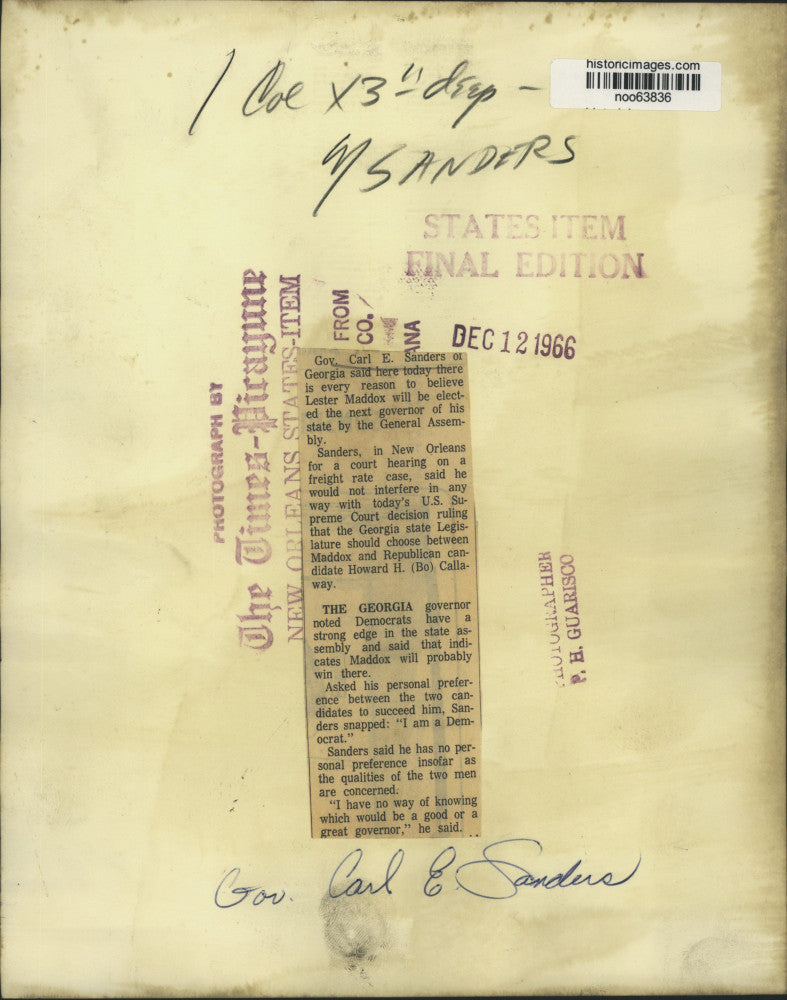 historicimages.com
noo63836
1 Col x 3" deep -
W/ SANDERS
STATES ITEM
FINAL EDITION
PHOTOGRAPH BY
The Times-Picayune
NEW ORLEANS STATES-ITEM
FROM
CO.
ANA
DEC 12 1966
Gov. Carl E. Sanders of
Georgia said here today there
is every reason to believe
Lester Maddox will be elect-
ed the next governor of his
state by the General Assem-
bly.
Sanders, in New Orleans
for a court hearing on a
freight rate case, said he
would not interfere in any
way with today's U.S. Su-
preme Court decision ruling
that the Georgia state Legis-
lature should choose between
Maddox and Republican can-
didate Howard H. (Bo) Calla-
way.
THE GEORGIA governor
noted Democrats have a
strong edge in the state as-
sembly and said that indi-
cates Maddox will probably
win there.
Asked his personal prefer-
ence between the two can-
didates to succeed him, San-
ders snapped: "I am a Dem-
ocrat."
Sanders said he has no per-
sonal preference insofar as
the qualities of the two men
are concerned.
"I have no way of knowing
which would be a good or a
great governor," he said.
PHOTOGRAPHER
P. H. GUARISCO
Gov. Carl E. Sanders